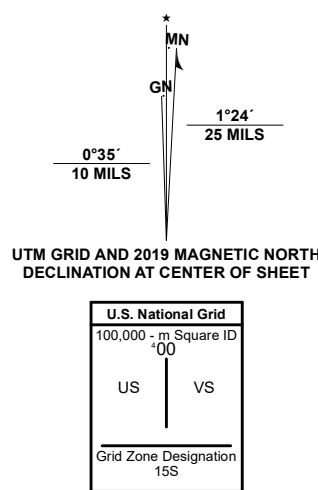 ★
MN
GN
1°24´
25 MILS
0°35´
10 MILS
UTM GRID AND 2019 MAGNETIC NORTH
DECLINATION AT CENTER OF SHEET
U.S. National Grid
100,000 - m Square ID
⁴00
US VS
Grid Zone Designation
15S